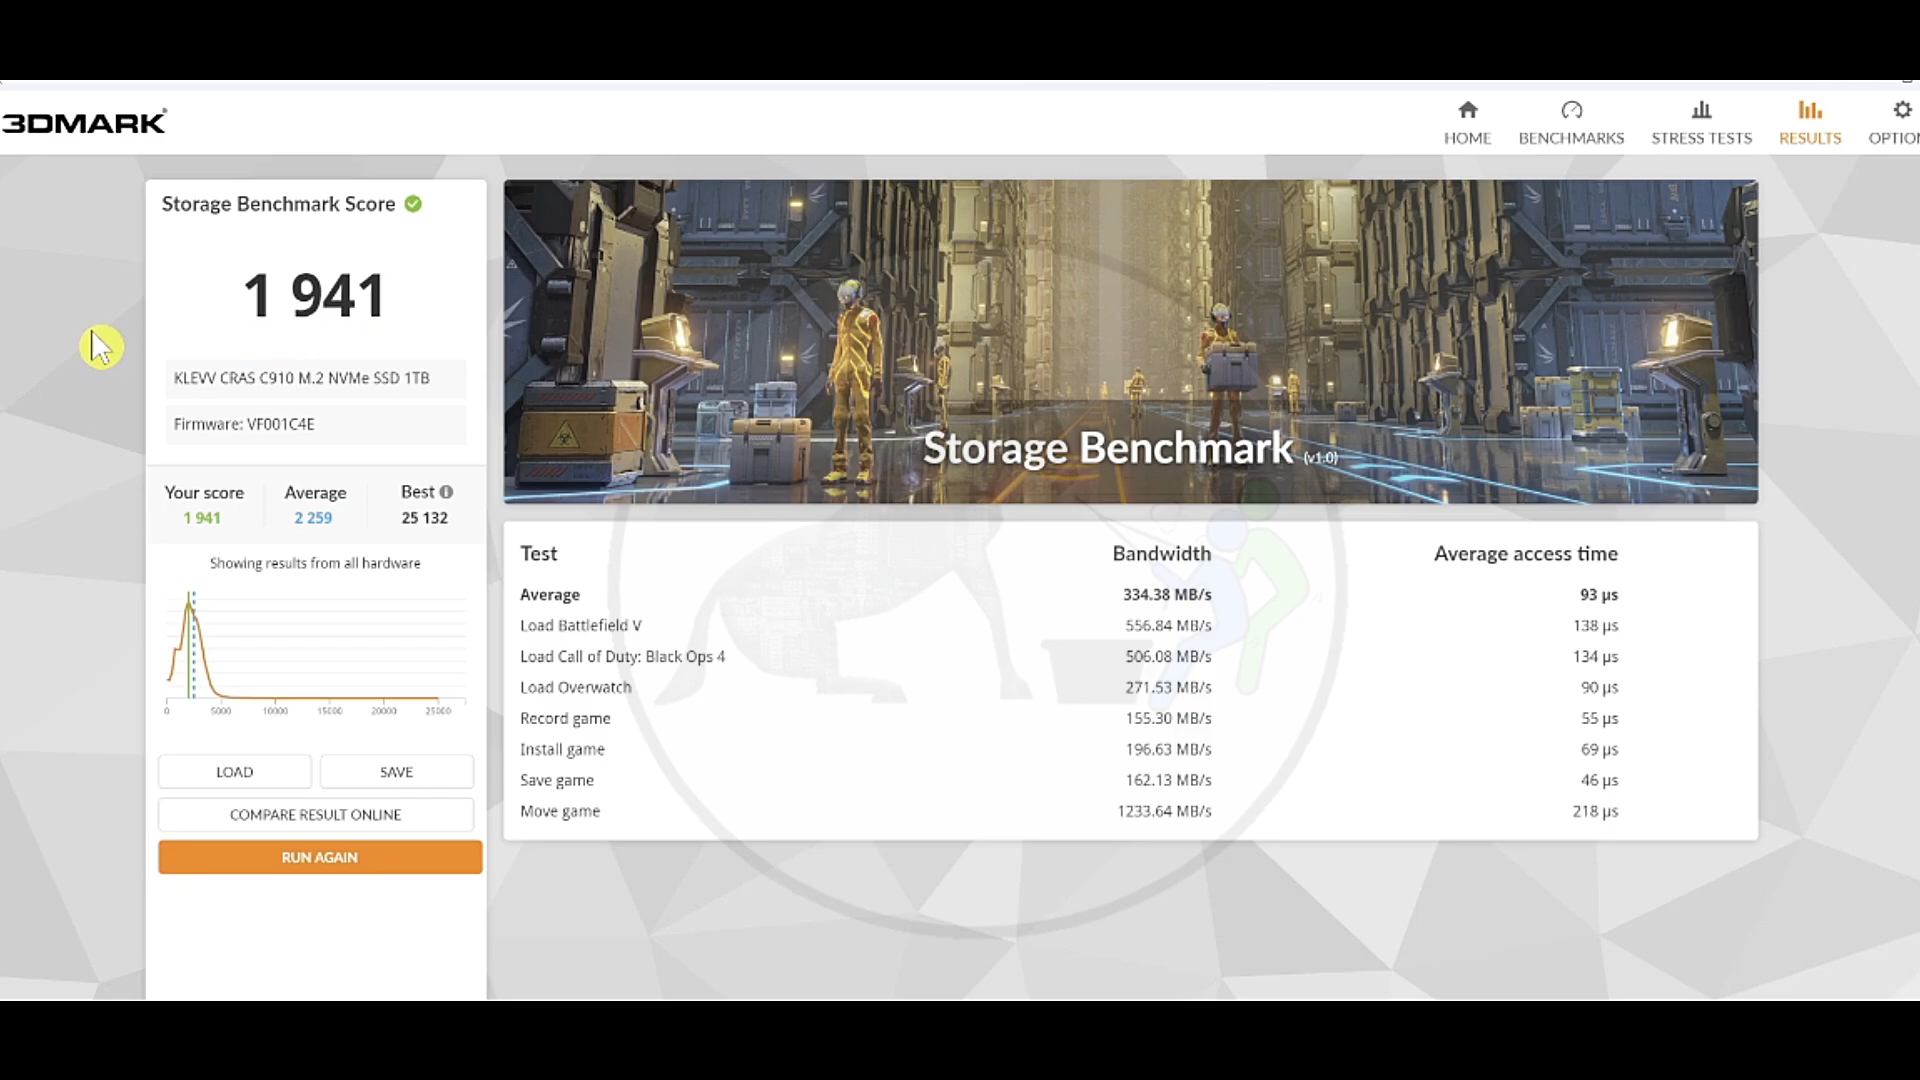 3DMARK
HOME
BENCHMARKS
STRESS TESTS
RESULTS
OPTION
Storage Benchmark Score
1 941
KLEVV CRAS C910 M.2 NVMe SSD 1TB
Firmware: VF001C4E
Your score
Average
Best
1 941
2 259
25 132
Showing results from all hardware
0 5000 10000 15000 20000 25000
LOAD
SAVE
COMPARE RESULT ONLINE
RUN AGAIN
Storage Benchmark (v1.0)
Test Bandwidth Average access time
Average 334.38 MB/s 93 µs
Load Battlefield V 556.84 MB/s 138 µs
Load Call of Duty: Black Ops 4 506.08 MB/s 134 µs
Load Overwatch 271.53 MB/s 90 µs
Record game 155.30 MB/s 55 µs
Install game 196.63 MB/s 69 µs
Save game 162.13 MB/s 46 µs
Move game 1233.64 MB/s 218 µs